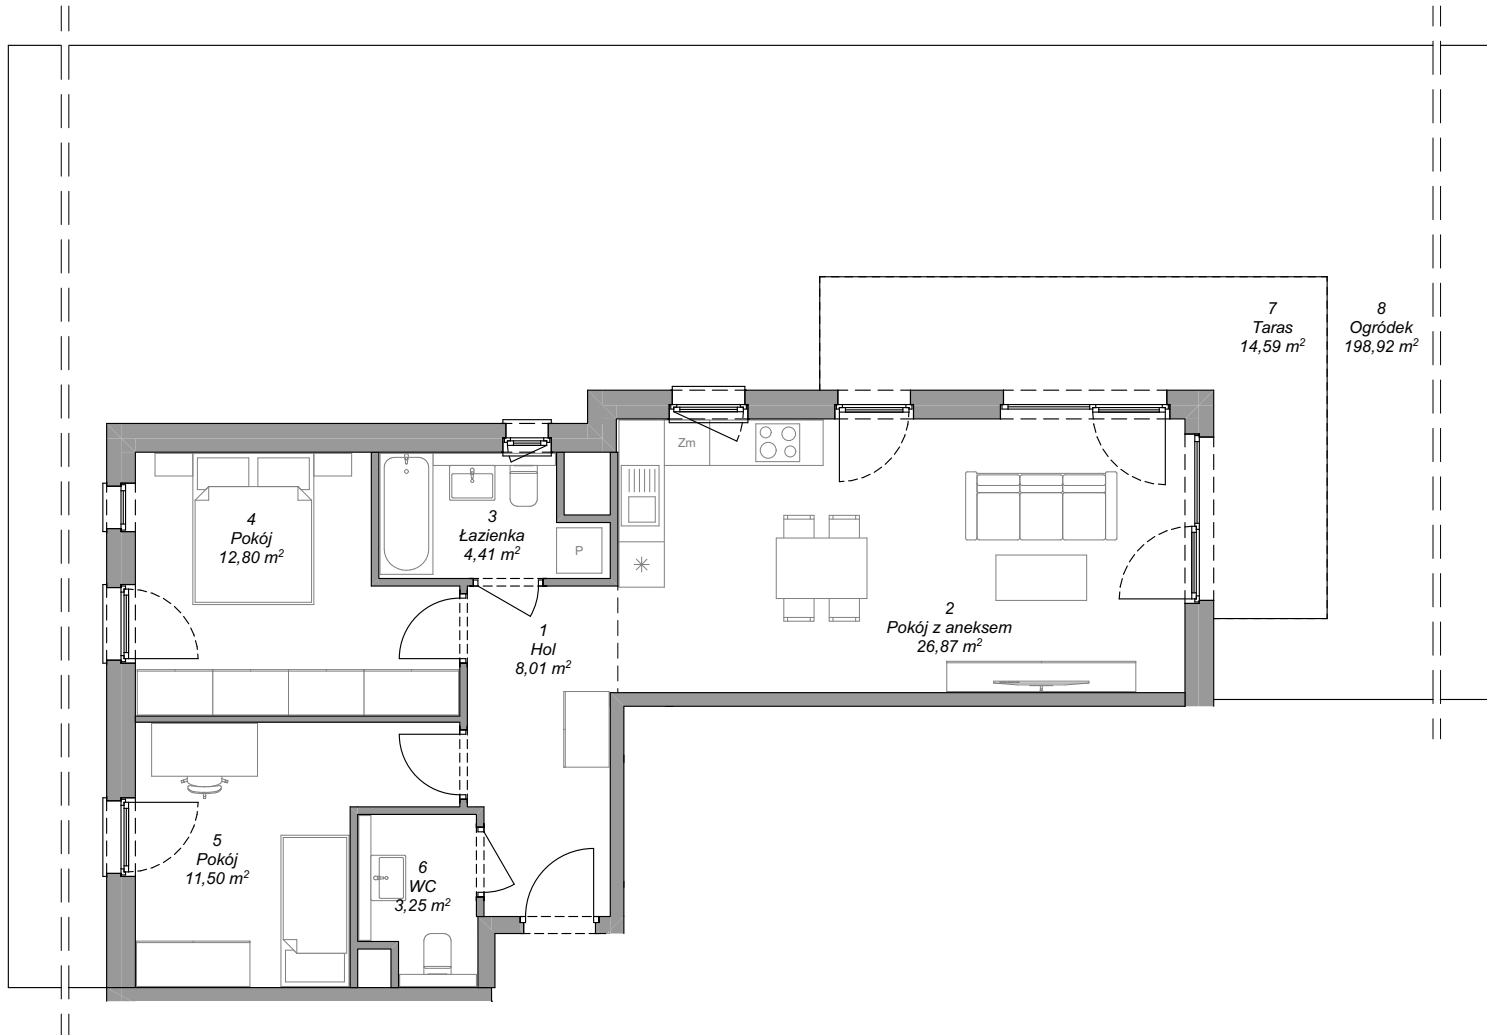 7
Taras
14,59 m²
8
Ogródek
198,92 m²
Zm
4
Pokój
12,80 m²
3
Łazienka
4,41 m²
P
1
Hol
8,01 m²
2
Pokój z aneksem
26,87 m²
5
Pokój
11,50 m²
6
WC
3,25 m²